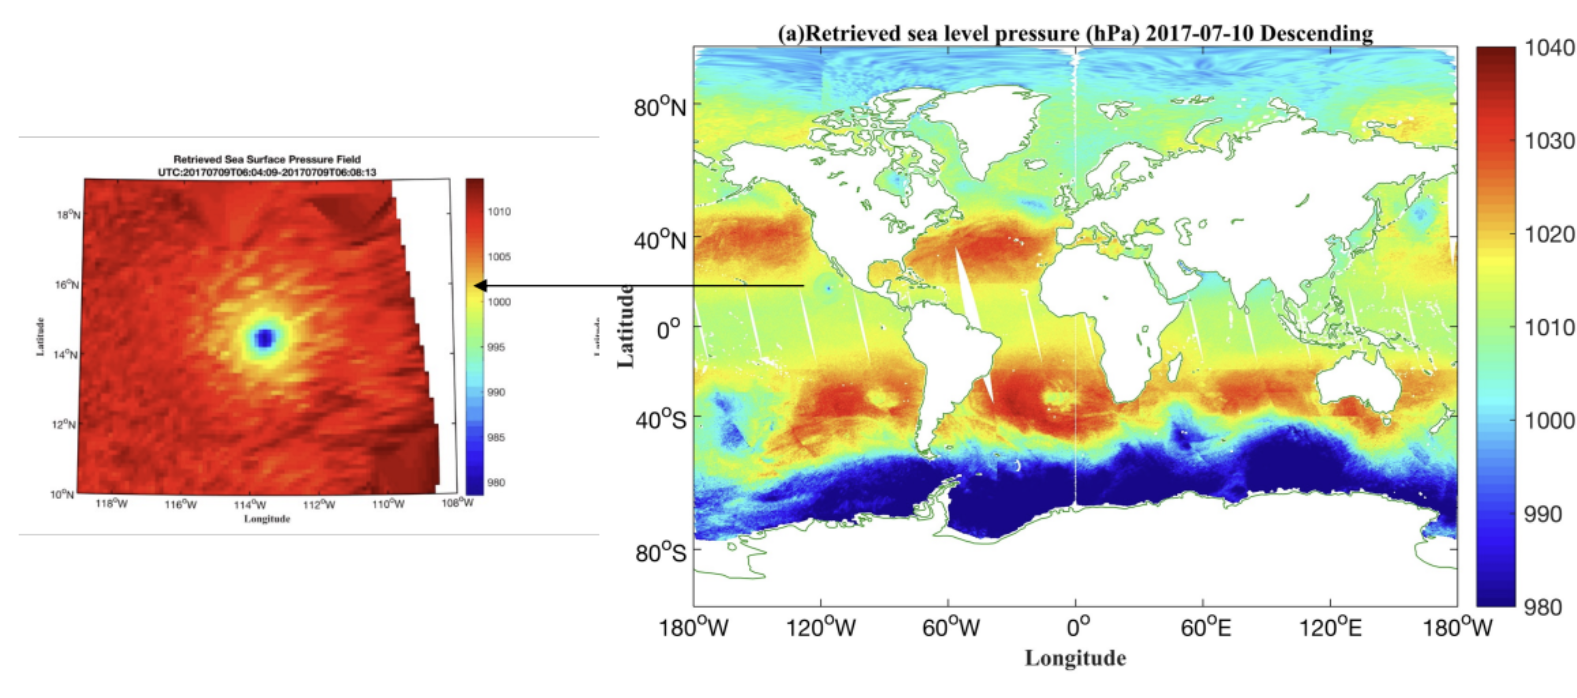 Retrieved Sea Surface Pressure Field
UTC:20170709T06:04:09-20170709T06:08:13
18°N
16°N
14°N
12°N
10°N
Latitude
118°W 116°W 114°W 112°W 110°W 108°W
Longitude
1010
1005
1000
995
990
985
980
(a)Retrieved sea level pressure (hPa) 2017-07-10 Descending
80°N
40°N
0°
40°S
80°S
Latitude
180°W 120°W 60°W 0° 60°E 120°E 180°W
Longitude
1040
1030
1020
1010
1000
990
980